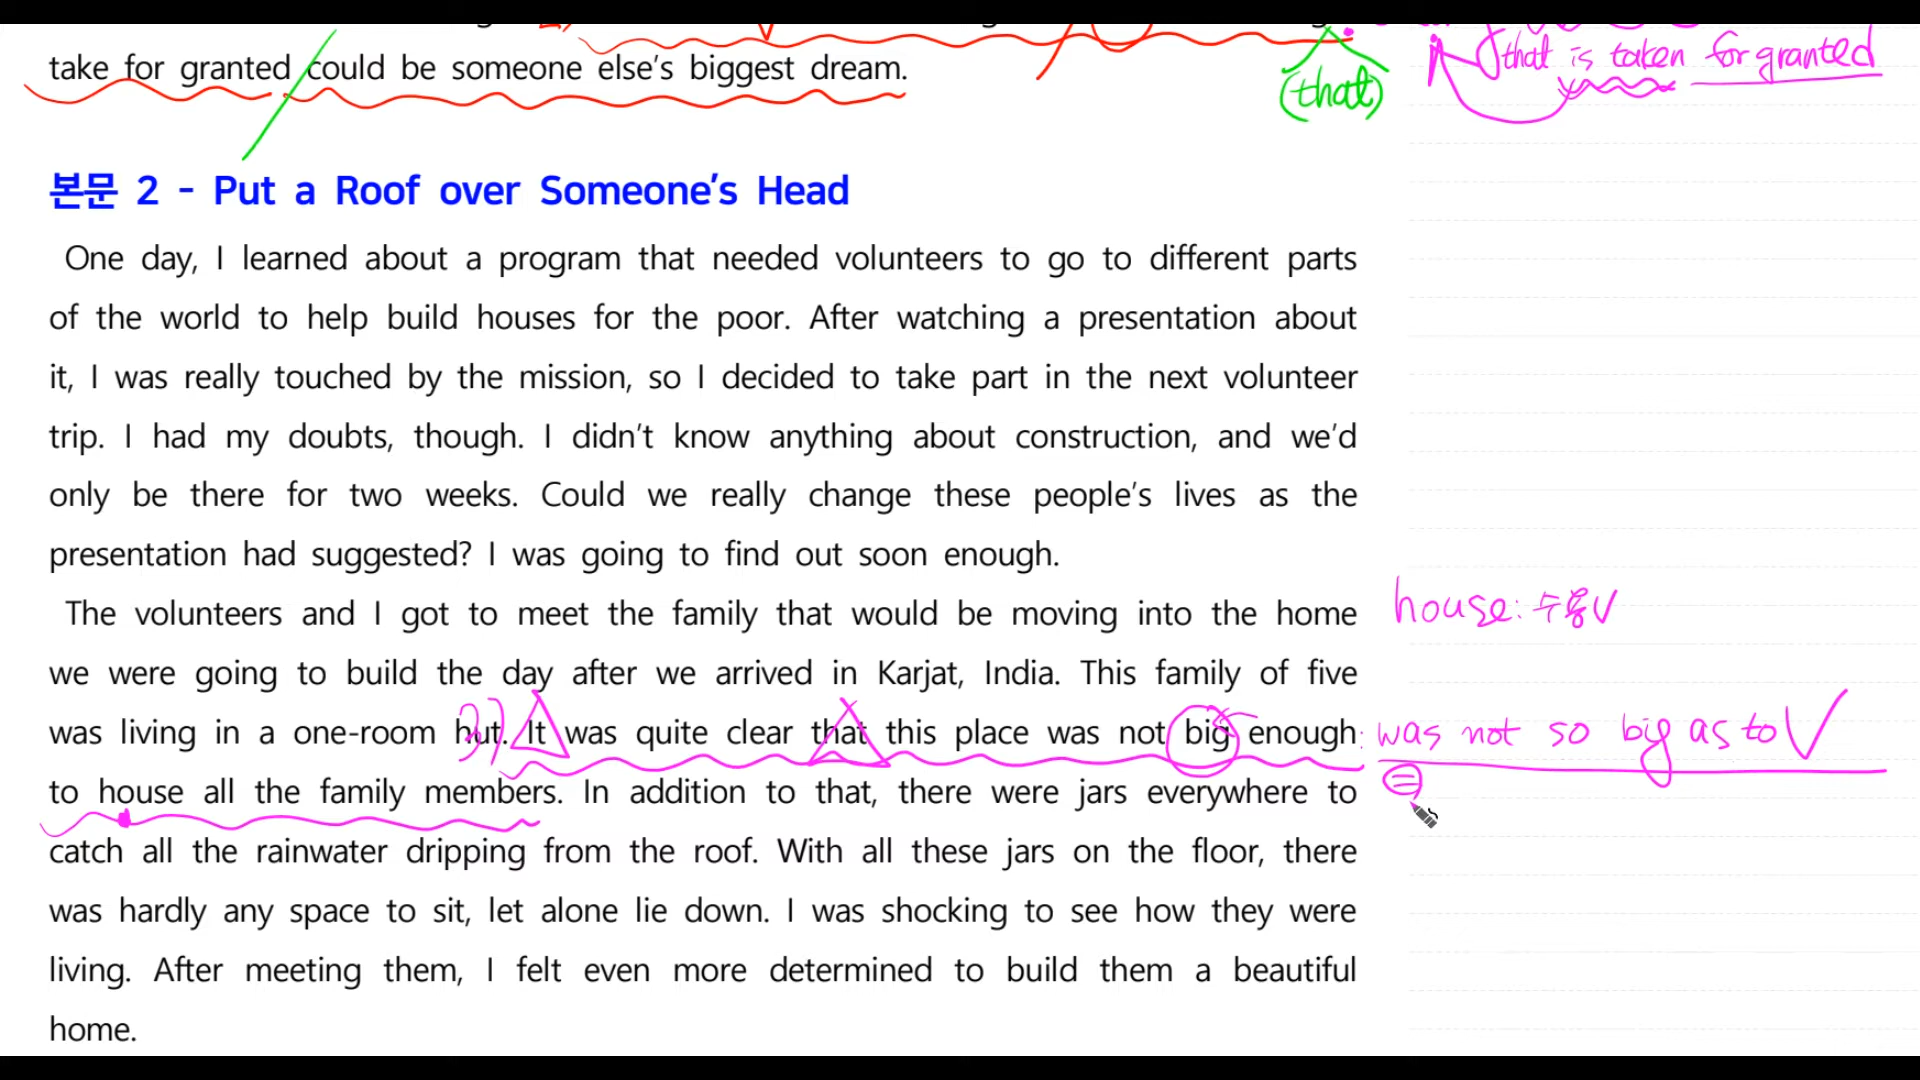 take for granted could be someone else's biggest dream.
(that)
that is taken for granted
본문 2 - Put a Roof over Someone's Head
One day, I learned about a program that needed volunteers to go to different parts
of the world to help build houses for the poor. After watching a presentation about
it, I was really touched by the mission, so I decided to take part in the next volunteer
trip. I had my doubts, though. I didn't know anything about construction, and we'd
only be there for two weeks. Could we really change these people's lives as the
presentation had suggested? I was going to find out soon enough.
The volunteers and I got to meet the family that would be moving into the home
house: 수용V
we were going to build the day after we arrived in Karjat, India. This family of five
was living in a one-room hut. 3) It was quite clear that this place was not big enough
: was not so big as to V
to house all the family members. In addition to that, there were jars everywhere to
=
catch all the rainwater dripping from the roof. With all these jars on the floor, there
was hardly any space to sit, let alone lie down. I was shocking to see how they were
living. After meeting them, I felt even more determined to build them a beautiful
home.